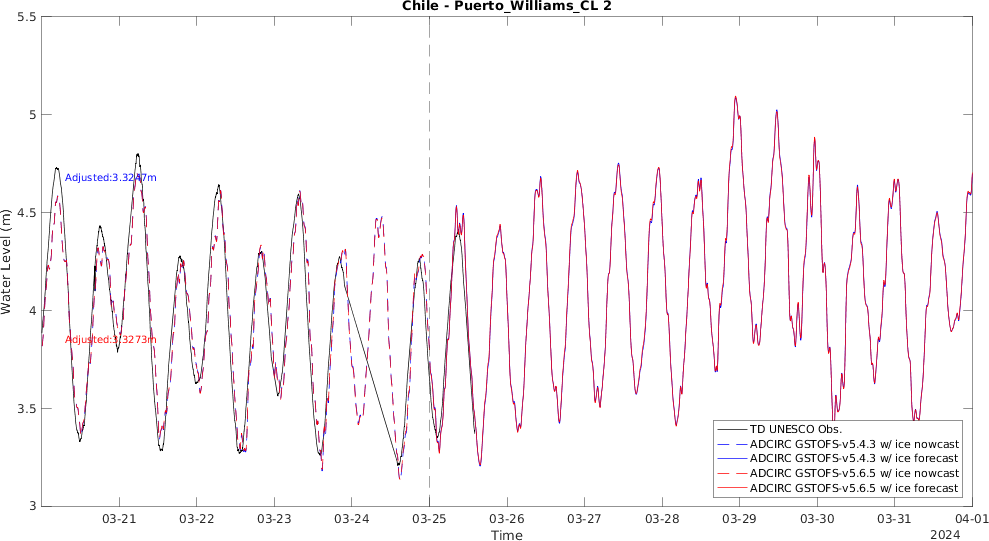 Chile - Puerto_Williams_CL 2
5.5
5
4.5
4
3.5
3
Water Level (m)
Adjusted:3.3247m
Adjusted:3.3273m
TD UNESCO Obs.
ADCIRC GSTOFS-v5.4.3 w/ ice nowcast
ADCIRC GSTOFS-v5.4.3 w/ ice forecast
ADCIRC GSTOFS-v5.6.5 w/ ice nowcast
ADCIRC GSTOFS-v5.6.5 w/ ice forecast
03-21 03-22 03-23 03-24 03-25 03-26 03-27 03-28 03-29 03-30 03-31 04-01
Time
2024